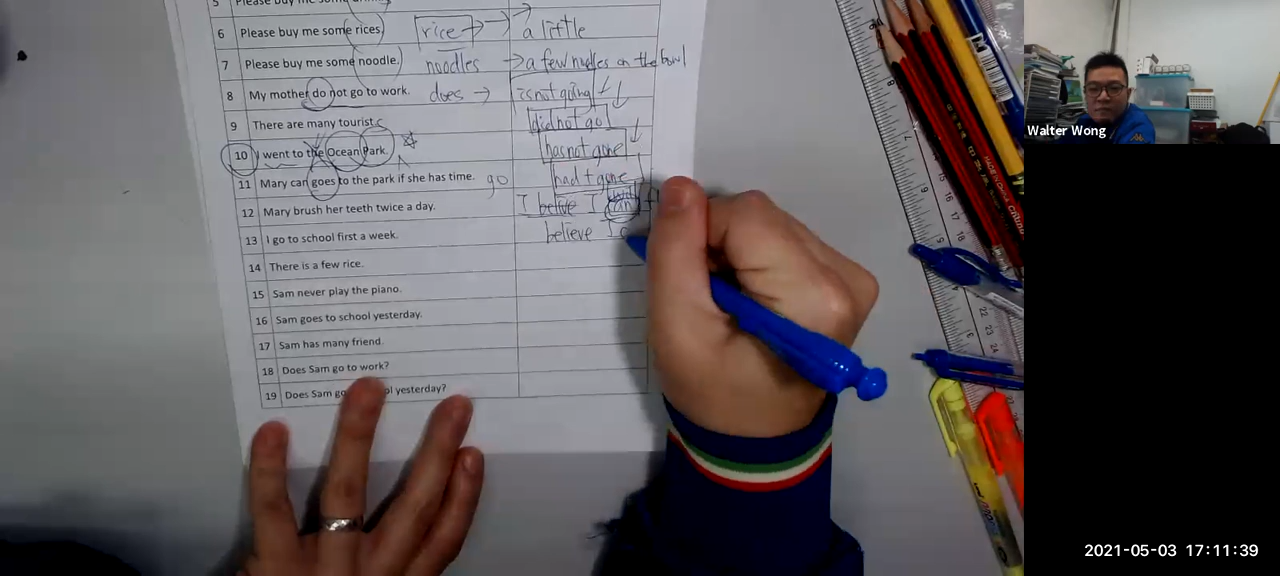 6 Please buy me some rices. rice → a little
7 Please buy me some noodle. noodles → a few nudles on the bowl
8 My mother do not go to work. does → is not going
9 There are many tourist did not go
10 I went to the Ocean Park. has not gone
11 Mary can goes to the park if she has time. go had + gone
12 Mary brush her teeth twice a day. I belive I can
13 I go to school first a week. believe I
14 There is a few rice.
15 Sam never play the piano.
16 Sam goes to school yesterday.
17 Sam has many friend.
18 Does Sam go to work?
19 Does Sam go yesterday?
Walter Wong
2021-05-03 17:11:39